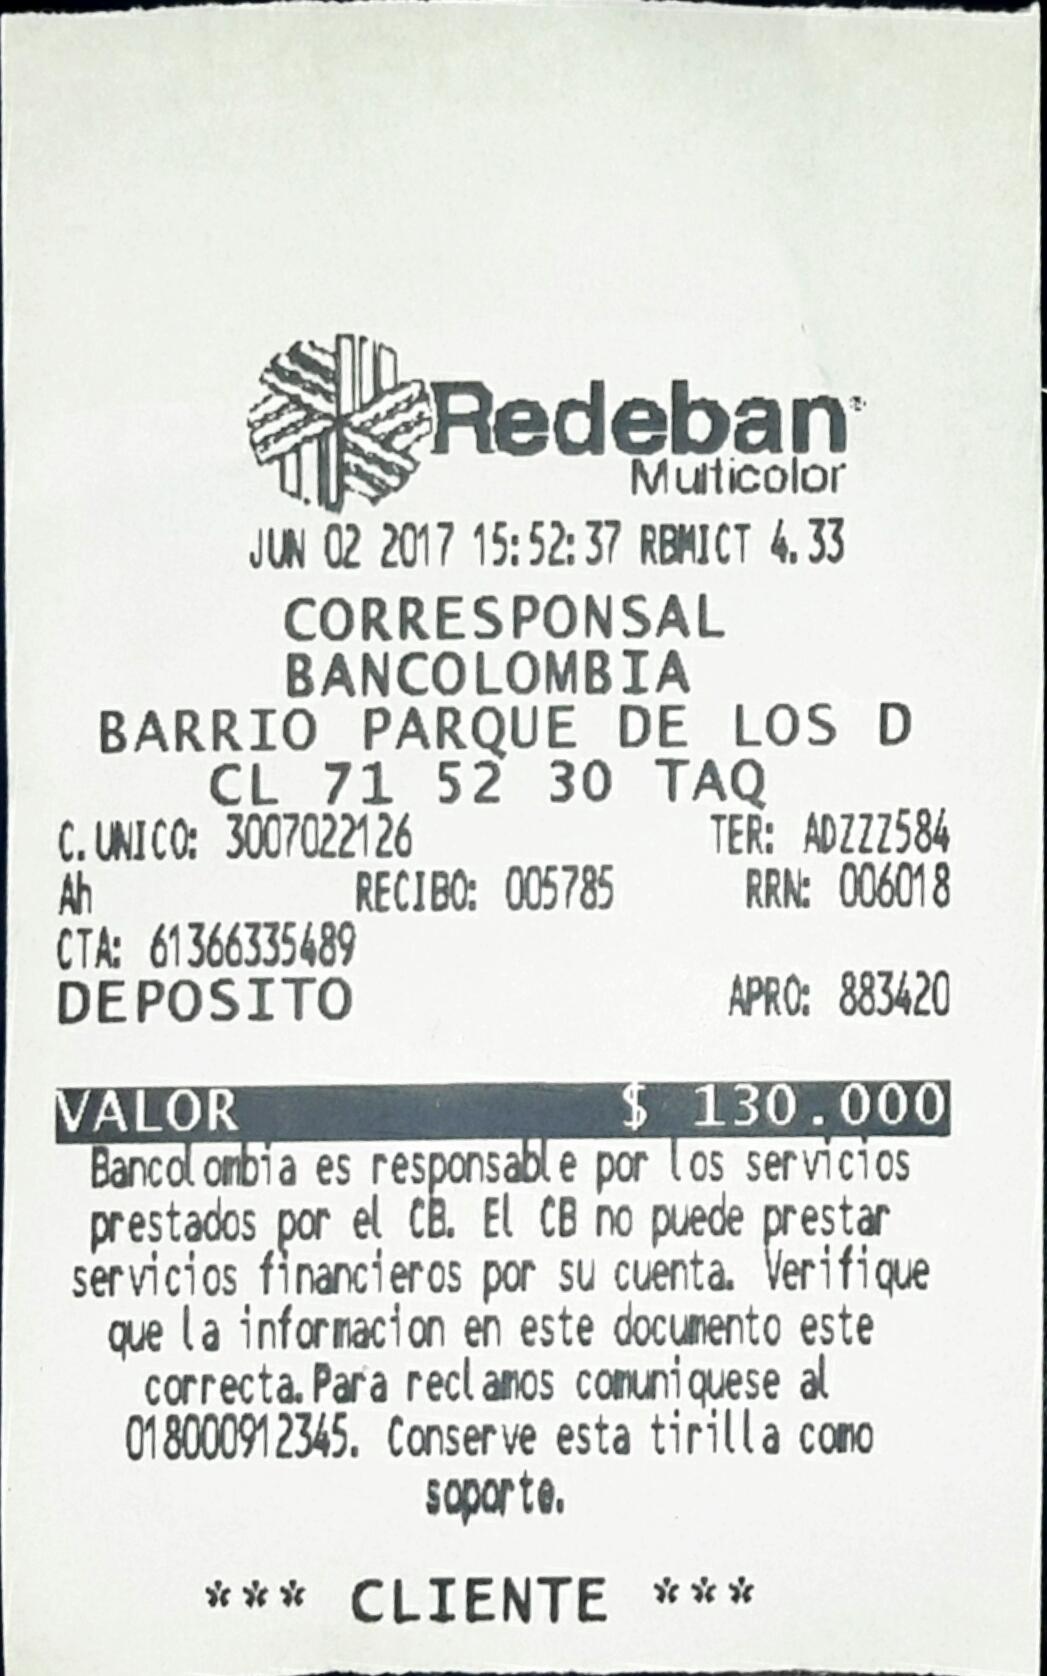 Redeban®
Multicolor
JUN 02 2017 15:52:37 RBMICT 4.33
CORRESPONSAL
BANCOLOMBIA
BARRIO PARQUE DE LOS D
CL 71 52 30 TAQ
C.UNICO: 3007022126 TER: ADZZZ584
Ah RECIBO: 005785 RRN: 006018
CTA: 61366335489
DEPOSITO APRO: 883420
VALOR $ 130.000
Bancolombia es responsable por los servicios
prestados por el CB. El CB no puede prestar
servicios financieros por su cuenta. Verifique
que la informacion en este documento este
correcta.Para reclamos comuniquese al
018000912345. Conserve esta tirilla como
soporte.
*** CLIENTE ***